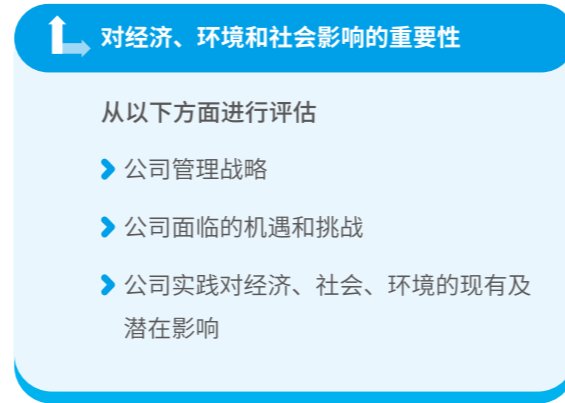 对经济、环境和社会影响的重要性
从以下方面进行评估
公司管理战略
公司面临的机遇和挑战
公司实践对经济、社会、环境的现有及
潜在影响